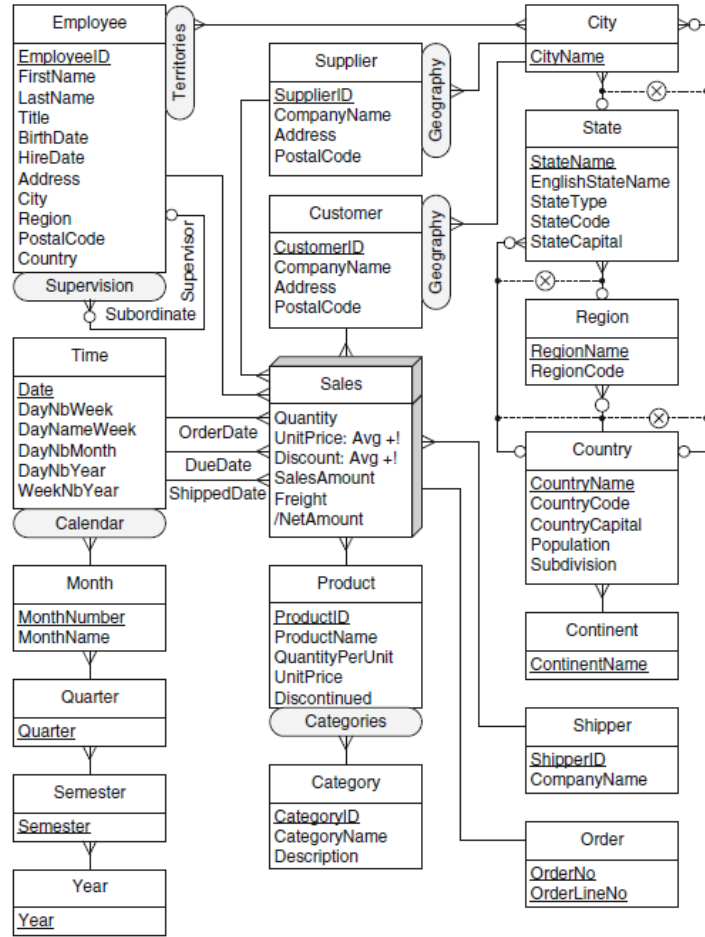 Employee
EmployeeID
FirstName
LastName
Title
BirthDate
HireDate
Address
City
Region
PostalCode
Country
Territories
Supervision
Supervisor
Subordinate
Supplier
SupplierID
CompanyName
Address
PostalCode
Geography
City
CityName
State
StateName
EnglishStateName
StateType
StateCode
StateCapital
Customer
CustomerID
CompanyName
Address
PostalCode
Geography
Region
RegionName
RegionCode
Time
Date
DayNbWeek
DayNameWeek
DayNbMonth
DayNbYear
WeekNbYear
Calendar
OrderDate
DueDate
ShippedDate
Sales
Quantity
UnitPrice: Avg +!
Discount: Avg +!
SalesAmount
Freight
/NetAmount
Country
CountryName
CountryCode
CountryCapital
Population
Subdivision
Month
MonthNumber
MonthName
Product
ProductID
ProductName
QuantityPerUnit
UnitPrice
Discontinued
Categories
Continent
ContinentName
Quarter
Quarter
Shipper
ShipperID
CompanyName
Semester
Semester
Category
CategoryID
CategoryName
Description
Order
OrderNo
OrderLineNo
Year
Year